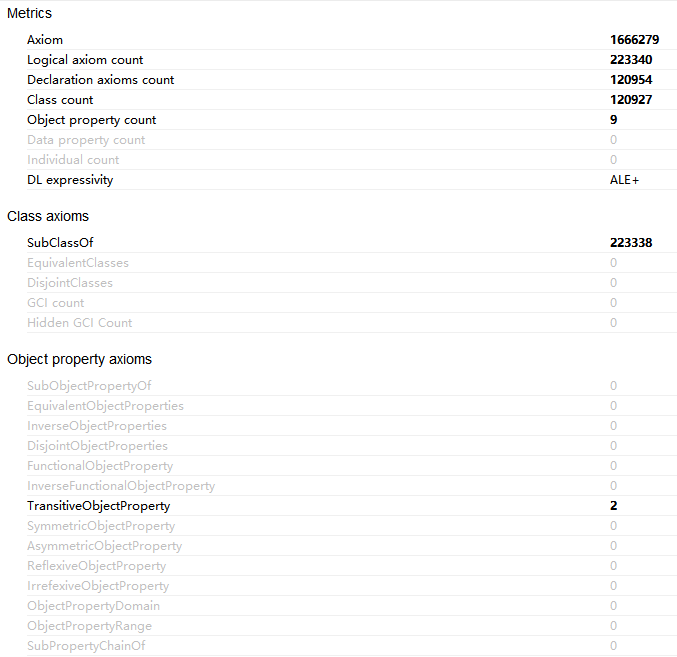 Metrics
Axiom 1666279
Logical axiom count 223340
Declaration axioms count 120954
Class count 120927
Object property count 9
Data property count 0
Individual count 0
DL expressivity ALE+
Class axioms
SubClassOf 223338
EquivalentClasses 0
DisjointClasses 0
GCI count 0
Hidden GCI Count 0
Object property axioms
SubObjectPropertyOf 0
EquivalentObjectProperties 0
InverseObjectProperties 0
DisjointObjectProperties 0
FunctionalObjectProperty 0
InverseFunctionalObjectProperty 0
TransitiveObjectProperty 2
SymmetricObjectProperty 0
AsymmetricObjectProperty 0
ReflexiveObjectProperty 0
IrrefexiveObjectProperty 0
ObjectPropertyDomain 0
ObjectPropertyRange 0
SubPropertyChainOf 0